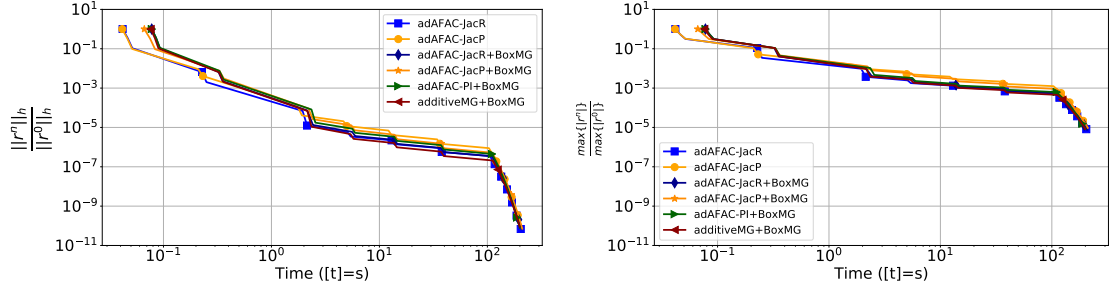 ||r^n||_h
||r^0||_h
10^1
10^{-1}
10^{-3}
10^{-5}
10^{-7}
10^{-9}
10^{-11}
10^{-1}
10^0
10^1
10^2
Time ([t]=s)
adAFAC-JacR
adAFAC-JacP
adAFAC-JacR+BoxMG
adAFAC-JacP+BoxMG
adAFAC-PI+BoxMG
additiveMG+BoxMG
max{|r^n|}
max{|r^0|}
10^1
10^{-1}
10^{-3}
10^{-5}
10^{-7}
10^{-9}
10^{-11}
10^{-1}
10^0
10^1
10^2
Time ([t]=s)
adAFAC-JacR
adAFAC-JacP
adAFAC-JacR+BoxMG
adAFAC-JacP+BoxMG
adAFAC-PI+BoxMG
additiveMG+BoxMG